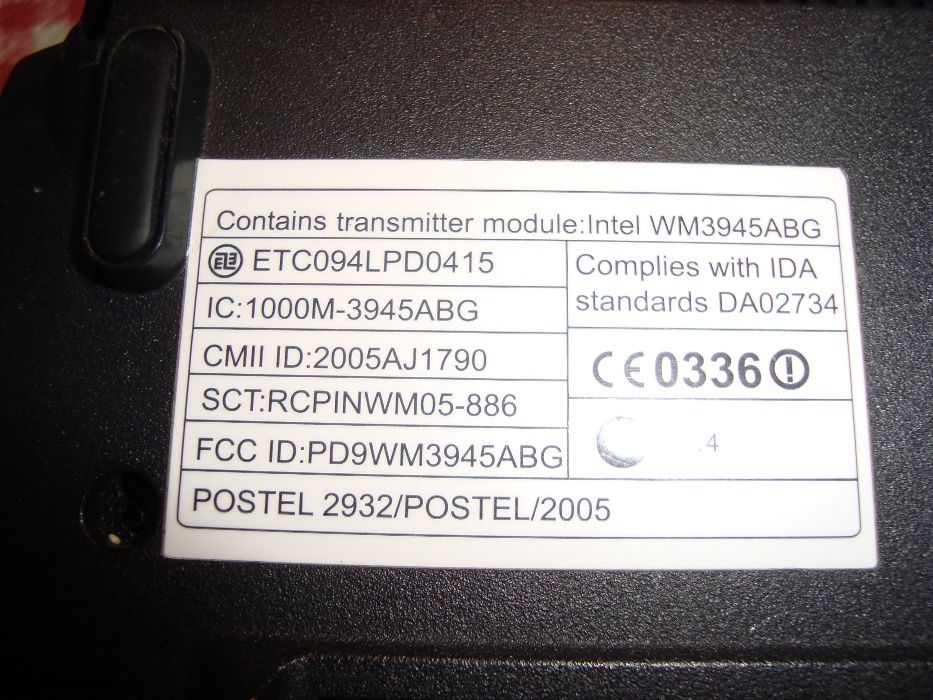 Contains transmitter module:Intel WM3945ABG
ETC094LPD0415
Complies with IDA
standards DA02734
IC:1000M-3945ABG
CMII ID:2005AJ1790
CE0336
SCT:RCPINWM05-886
FCC ID:PD9WM3945ABG
.4
POSTEL 2932/POSTEL/2005